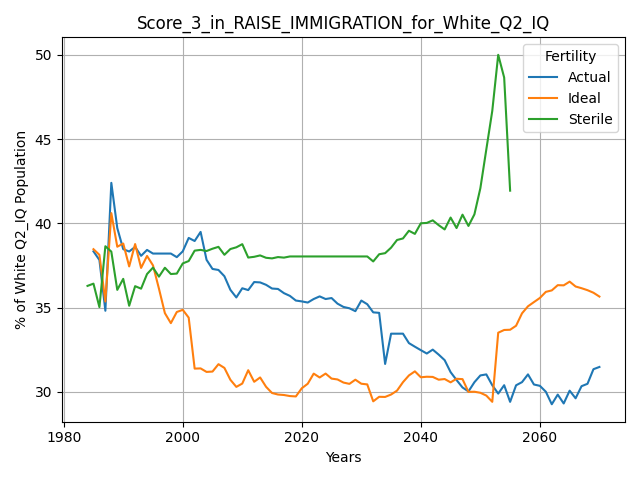 Score_3_in_RAISE_IMMIGRATION_for_White_Q2_IQ
% of White Q2_IQ Population
50
45
40
35
30
Fertility
Actual
Ideal
Sterile
1980
2000
2020
2040
2060
Years